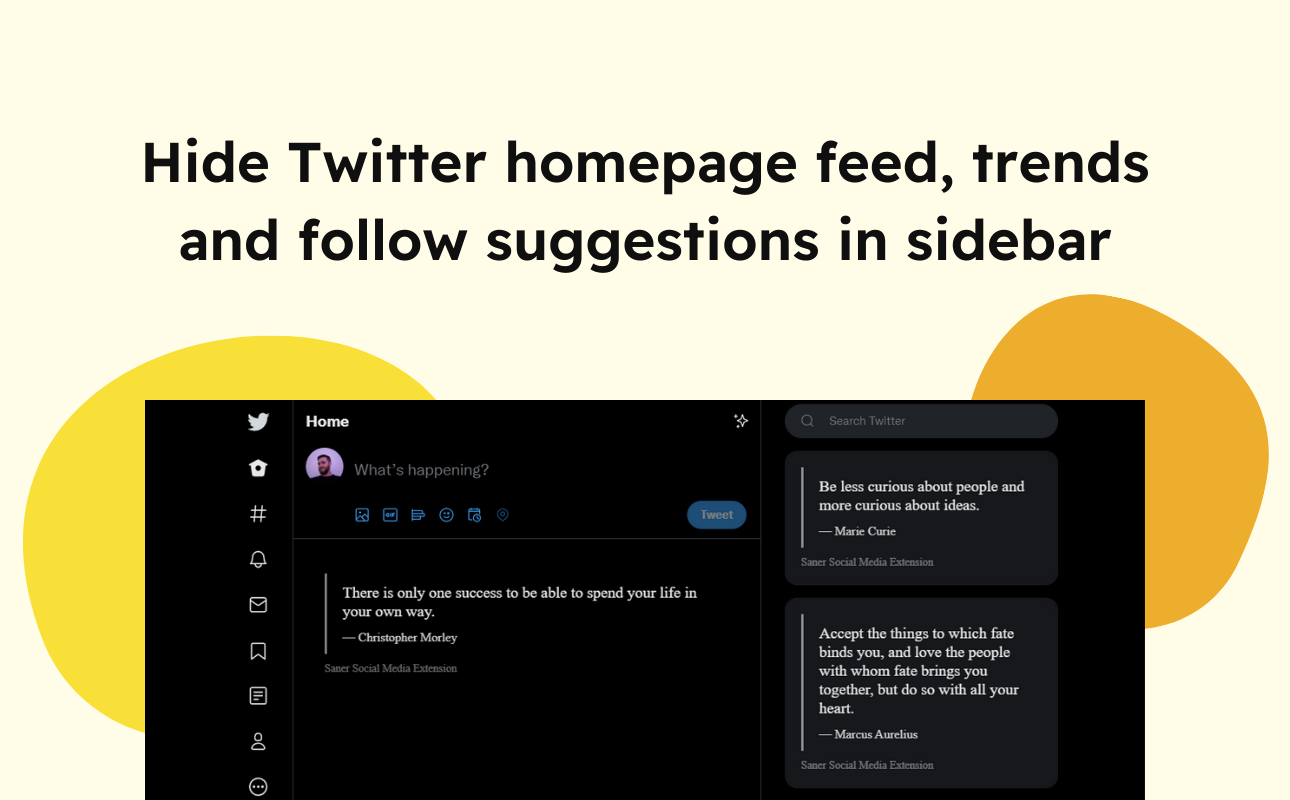 Hide Twitter homepage feed, trends
and follow suggestions in sidebar
Home
What's happening?
GIF
Tweet
There is only one success to be able to spend your life in
your own way.
— Christopher Morley
Saner Social Media Extension
Search Twitter
Be less curious about people and
more curious about ideas.
— Marie Curie
Saner Social Media Extension
Accept the things to which fate
binds you, and love the people
with whom fate brings you
together, but do so with all your
heart.
— Marcus Aurelius
Saner Social Media Extension